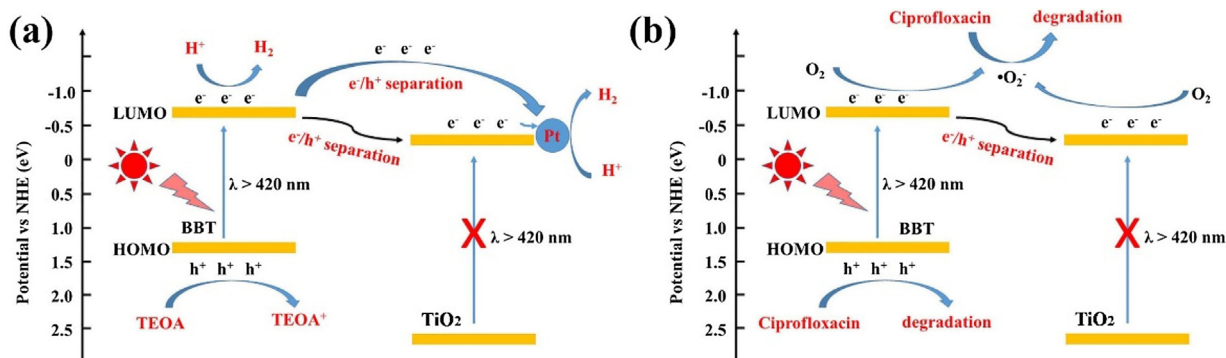 (a)
Potential vs NHE (eV)
-1.0
-0.5
0
0.5
1.0
1.5
2.0
2.5
H⁺
H₂
e⁻ e⁻ e⁻
e⁻/h⁺ separation
LUMO
e⁻ e⁻ e⁻
e⁻/h⁺ separation
e⁻ e⁻ e⁻
Pt
H₂
H⁺
λ > 420 nm
BBT
HOMO
λ > 420 nm
h⁺ h⁺ h⁺
TEOA
TEOA⁺
TiO₂
(b)
Potential vs NHE (eV)
-1.0
-0.5
0
0.5
1.0
1.5
2.0
2.5
Ciprofloxacin
degradation
O₂
•O₂⁻
O₂
LUMO
e⁻ e⁻ e⁻
e⁻/h⁺ separation
e⁻ e⁻ e⁻
λ > 420 nm
BBT
HOMO
λ > 420 nm
h⁺ h⁺ h⁺
Ciprofloxacin
degradation
TiO₂